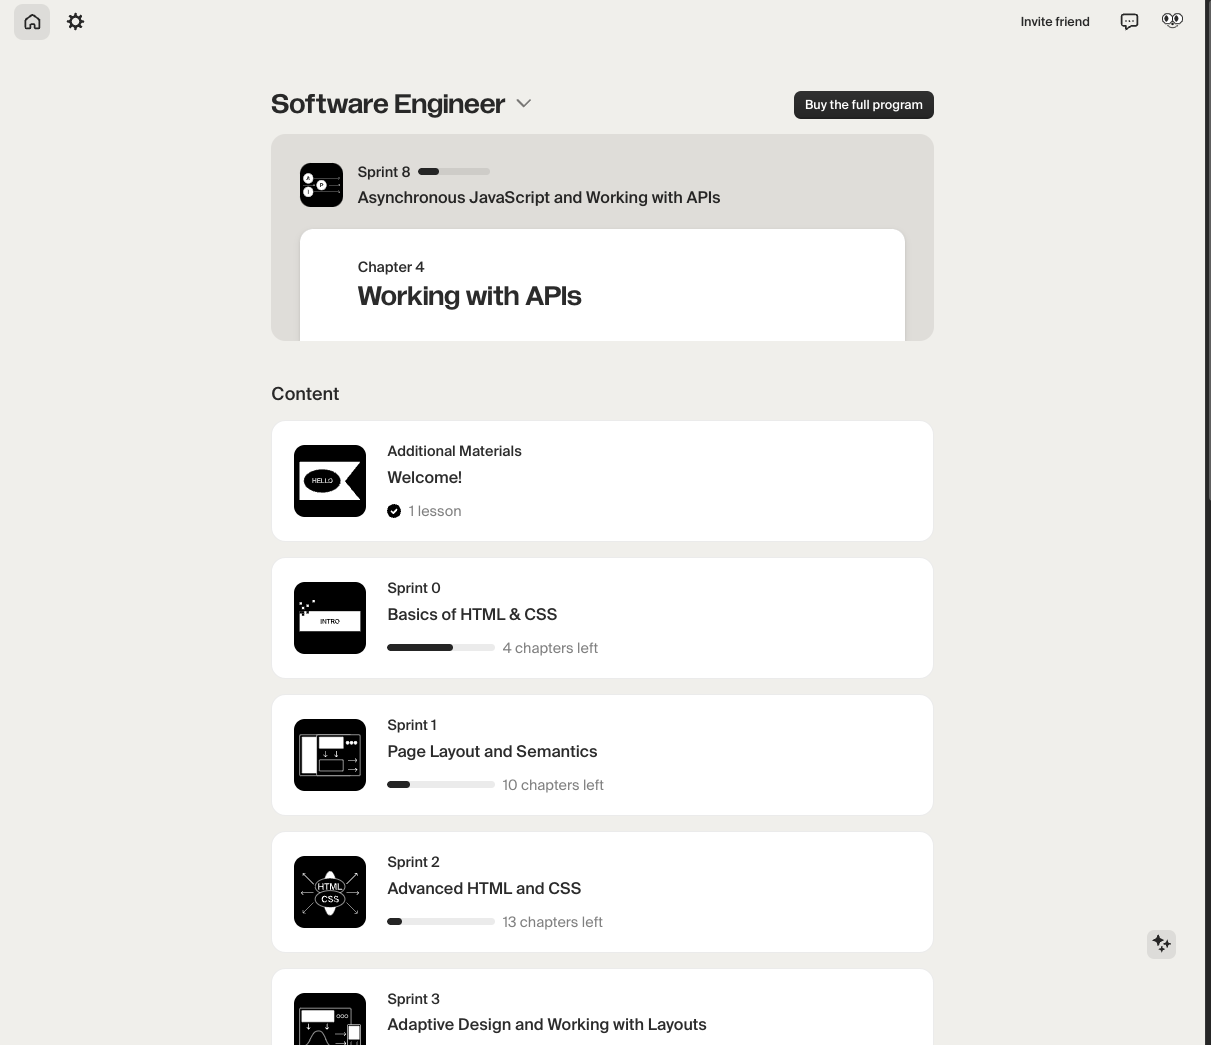 Invite friend
Software Engineer
Buy the full program
A
P
I
Sprint 8
Asynchronous JavaScript and Working with APIs
Chapter 4
Working with APIs
Content
HELLO
Additional Materials
Welcome!
1 lesson
INTRO
Sprint 0
Basics of HTML & CSS
4 chapters left
Sprint 1
Page Layout and Semantics
10 chapters left
HTML
CSS
Sprint 2
Advanced HTML and CSS
13 chapters left
Sprint 3
Adaptive Design and Working with Layouts